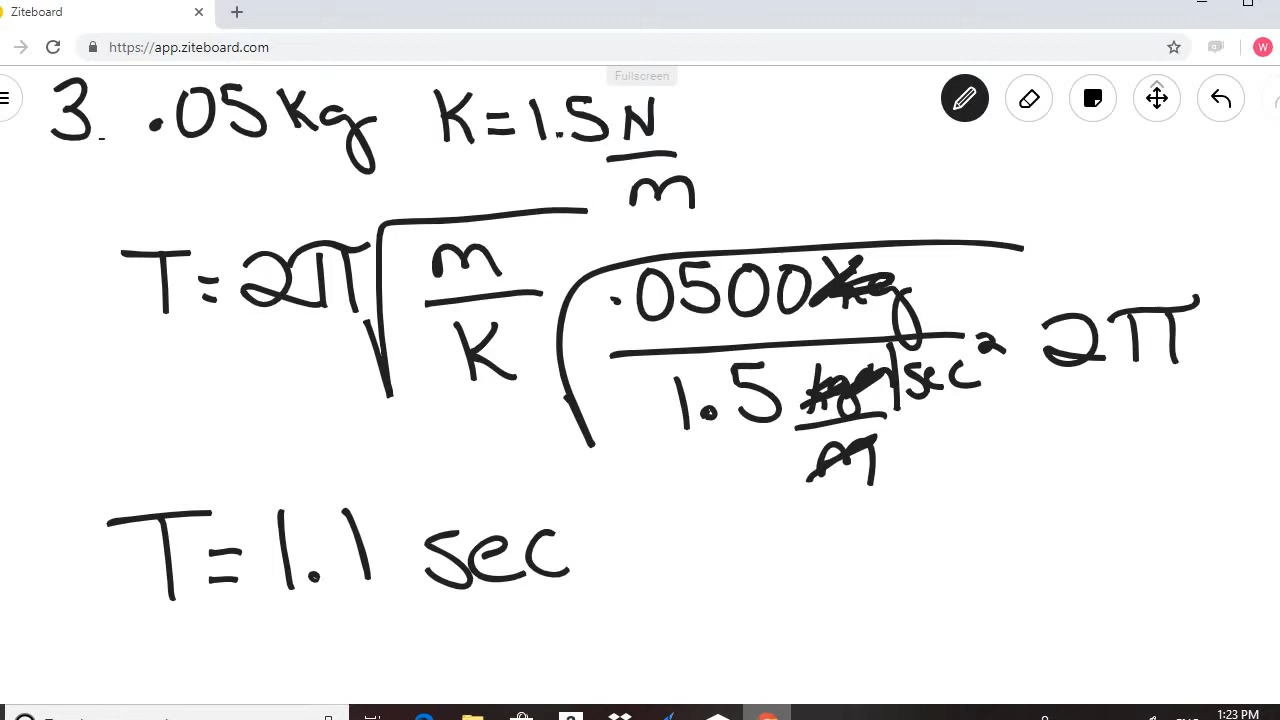 Ziteboard
https://app.ziteboard.com
W
Fullscreen
3. .05 kg K = 1.5 N/m
T = 2π √(m/K) √(.0500 kg / 1.5 kg m/sec²/m) 2π
T = 1.1 sec
1:23 PM